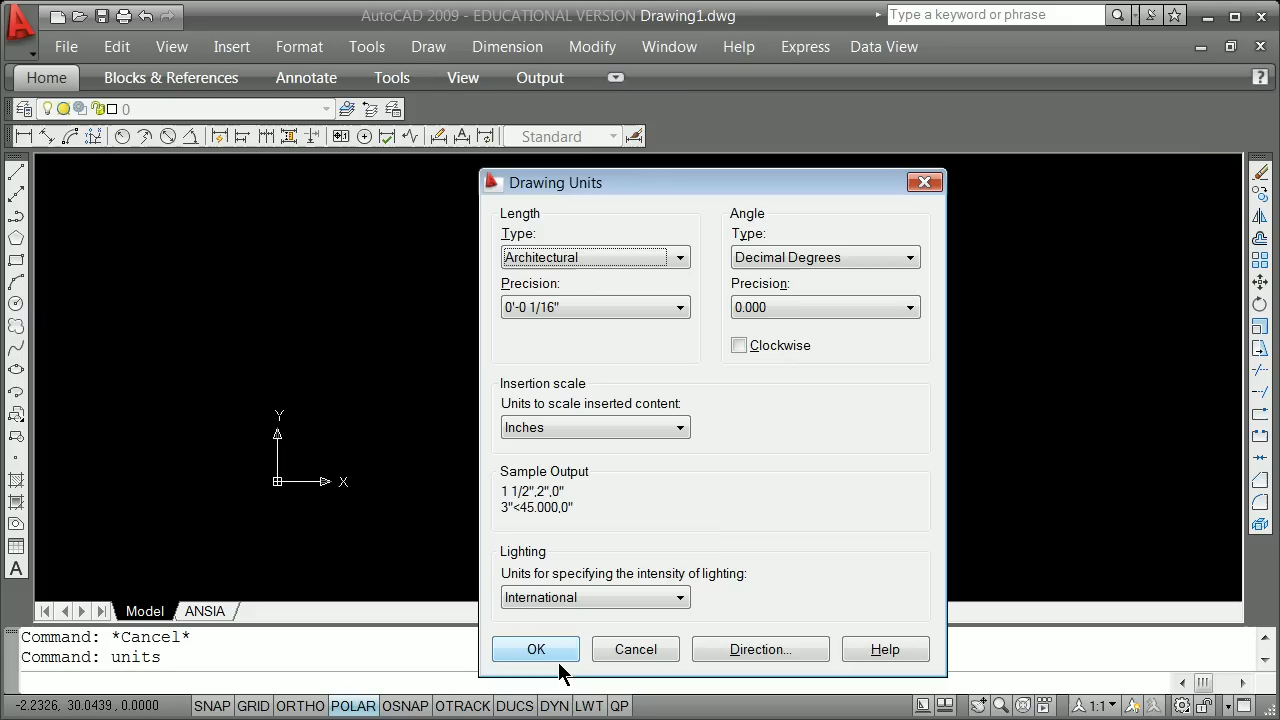 AutoCAD 2009 - EDUCATIONAL VERSION Drawing1.dwg
Type a keyword or phrase
File Edit View Insert Format Tools Draw Dimension Modify Window Help Express Data View
Home Blocks & References Annotate Tools View Output
0
Standard
Drawing Units
Length
Type:
Architectural
Precision:
0'-0 1/16"
Angle
Type:
Decimal Degrees
Precision:
0.000
Clockwise
Insertion scale
Units to scale inserted content:
Inches
Sample Output
1 1/2",2",0"
3"<45.000,0"
Lighting
Units for specifying the intensity of lighting:
International
OK Cancel Direction... Help
Y
X
Model ANSIA
Command: *Cancel*
Command: units
-2.2326, 30.0439, 0.0000 SNAP GRID ORTHO POLAR OSNAP OTRACK DUCS DYN LWT QP 1:1